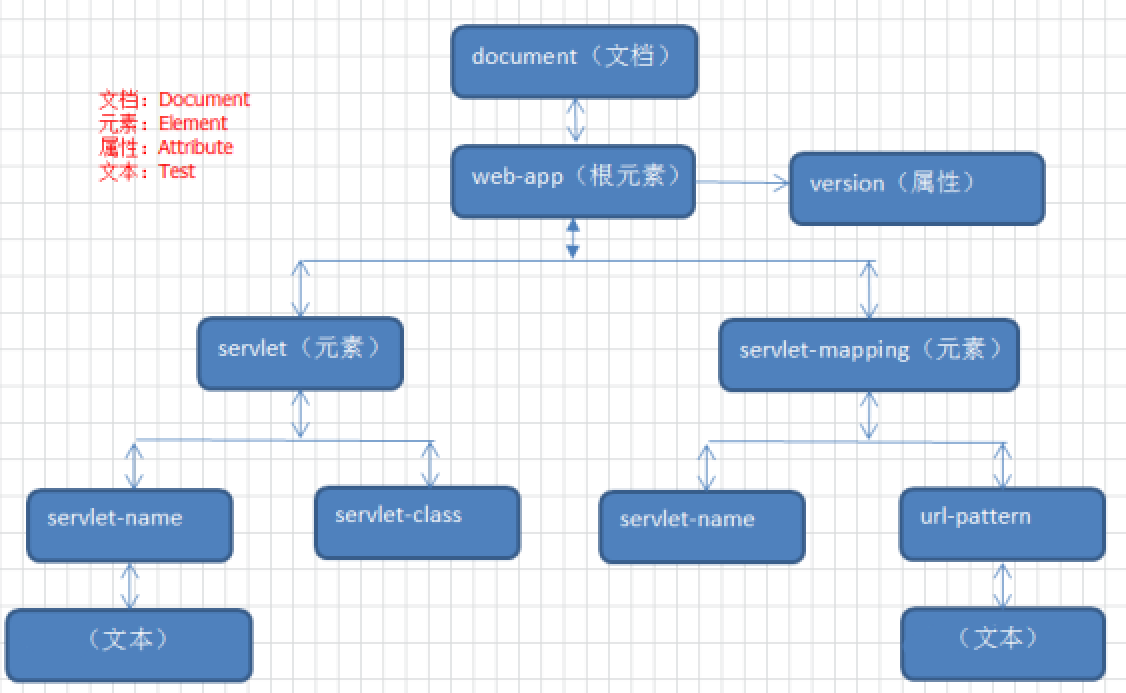 document（文档）
文档：Document
元素：Element
属性：Attribute
文本：Test
web-app（根元素）
version（属性）
servlet（元素）
servlet-mapping（元素）
servlet-name
servlet-class
servlet-name
url-pattern
（文本）
（文本）